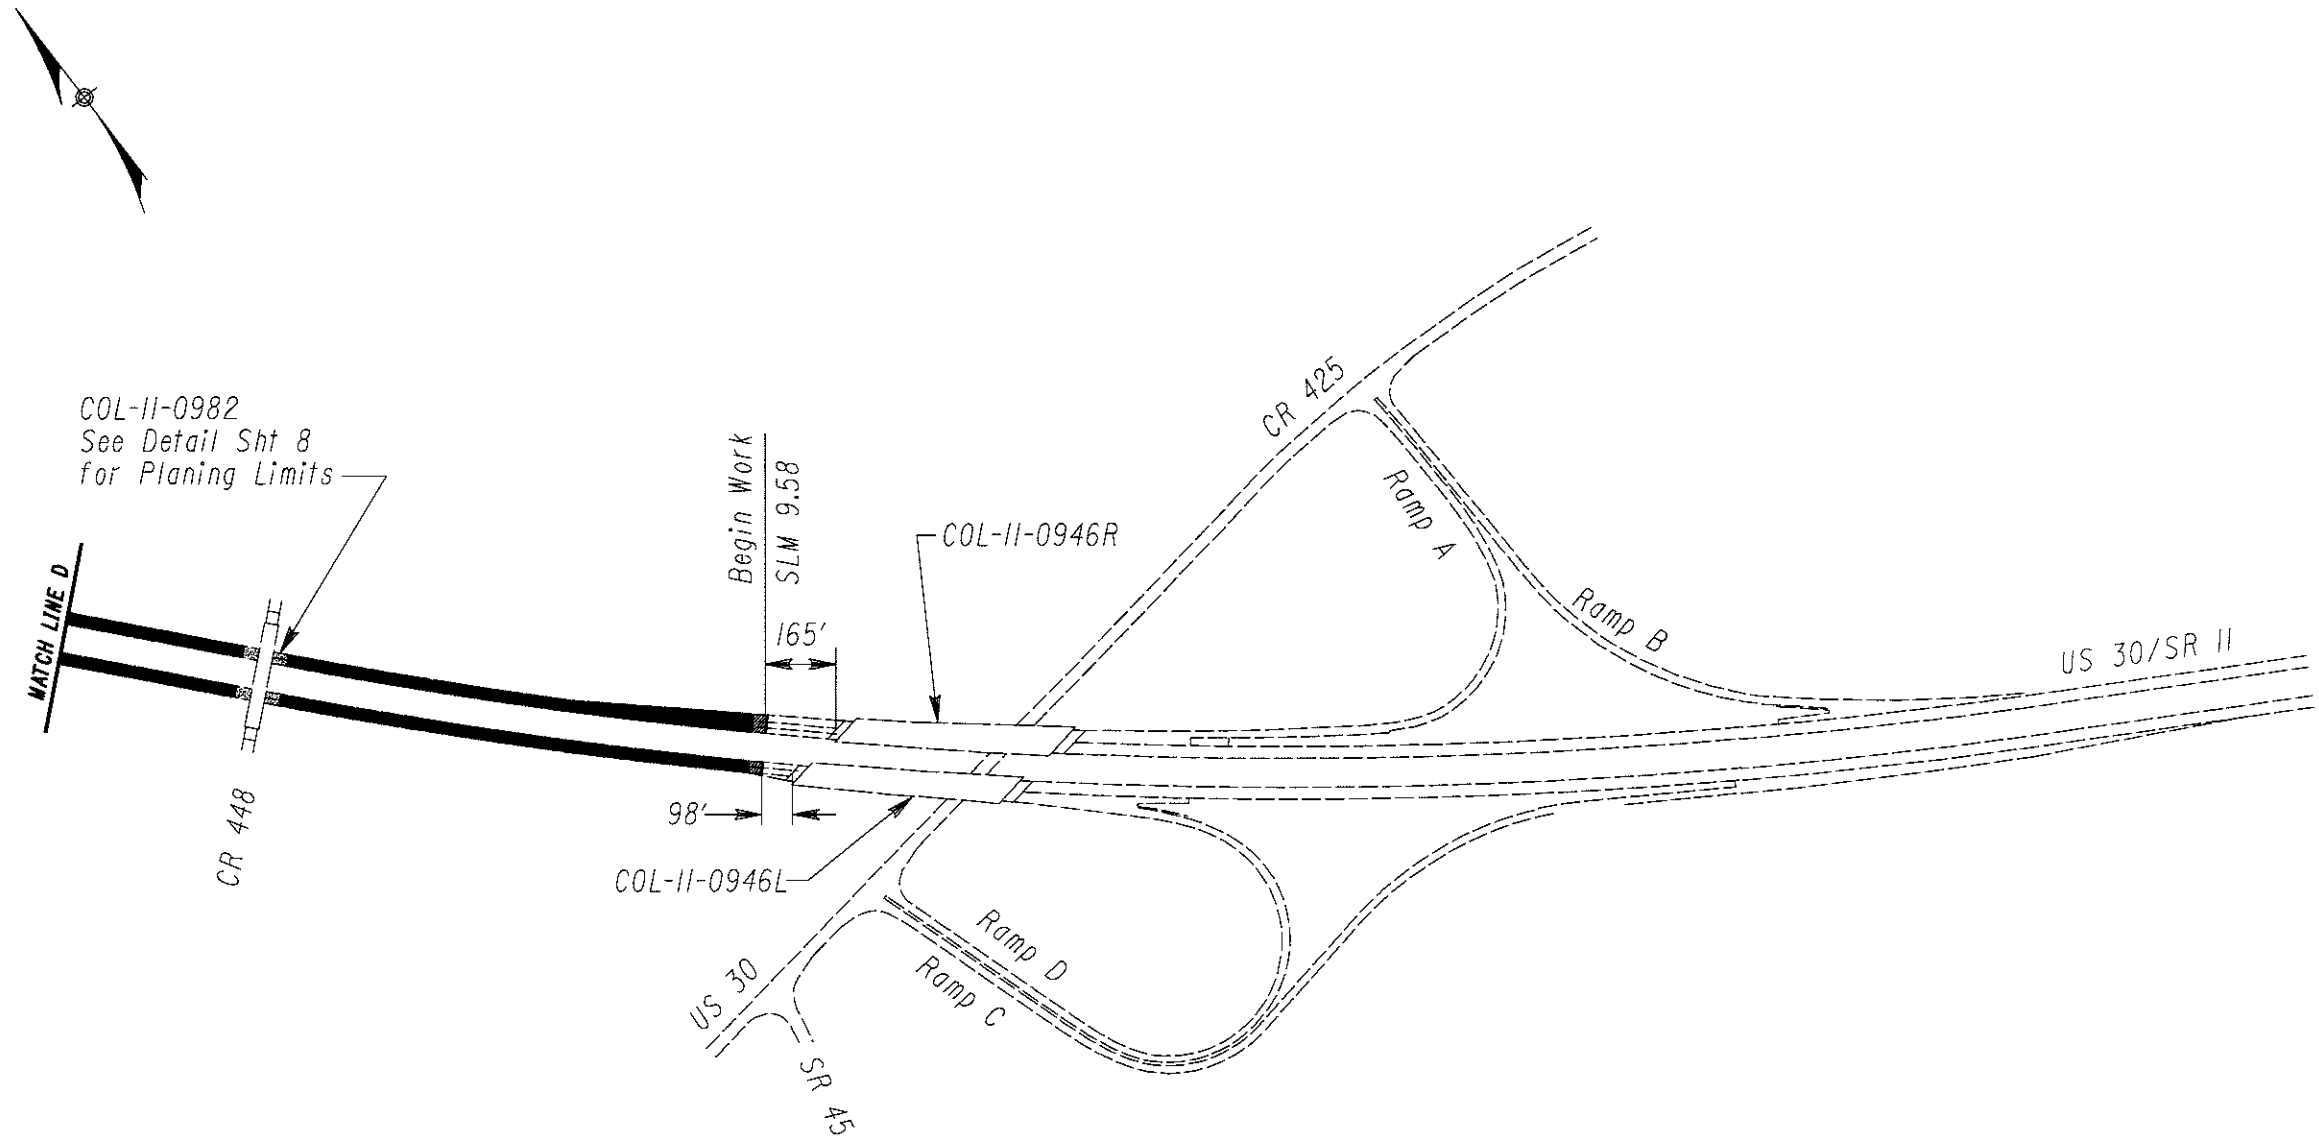 COL-11-0982
See Detail Sht 8
for Planing Limits
MATCH LINE D
CR 448
Begin Work
SLM 9.58
165'
98'
COL-11-0946R
COL-11-0946L
CR 425
Ramp A
Ramp B
US 30/SR 11
Ramp D
Ramp C
US 30
SR 45